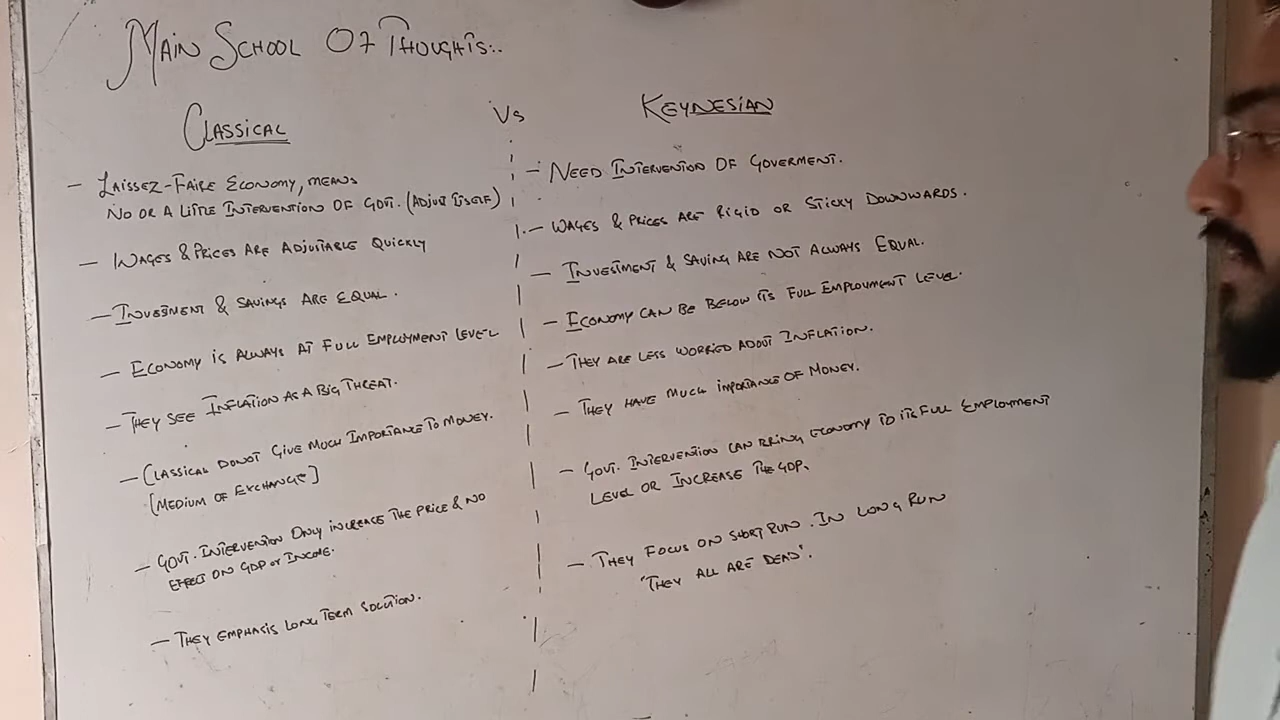 MAIN SCHOOL OF THOUGHTS...
CLASSICAL
- LAISSEZ-FAIRE ECONOMY, MEANS
NO OR A LITTLE INTERVENTION OF GOVT. (ADJUST ITSELF)
- WAGES & PRICES ARE ADJUTABLE QUICKLY
- INVESTMENT & SAVINGS ARE EQUAL.
- ECONOMY IS ALWAYS AT FULL EMPLOYMENT LEVEL
- THEY SEE INFLATION AS A BIG THREAT.
- CLASSICAL DO NOT GIVE MUCH IMPORTANCE TO MONEY.
[MEDIUM OF EXCHANGE]
- GOVT. INTERVENTION ONLY INCREASE THE PRICE & NO
EFFECT ON GDP or INCOME.
- THEY EMPHASIS LONG TERM SOLUTION.
Vs
KEYNESIAN
- NEED INTERVENTION OF GOVERMENT.
- WAGES & PRICES ARE RIGID OR STICKY DOWNWARDS.
- INVESTMENT & SAVING ARE NOT ALWAYS EQUAL.
- ECONOMY CAN BE BELOW ITS FULL EMPLOYMENT LEVEL.
- THEY ARE LESS WORRIED ABOUT INFLATION.
- THEY HAVE MUCH IMPORTANCE OF MONEY.
- GOVT. INTERVENTION CAN BRING ECONOMY TO ITS FULL EMPLOYMENT
LEVEL OR INCREASE THE GDP.
- THEY FOCUS ON SHORT RUN. IN LONG RUN
'THEY ALL ARE DEAD'.